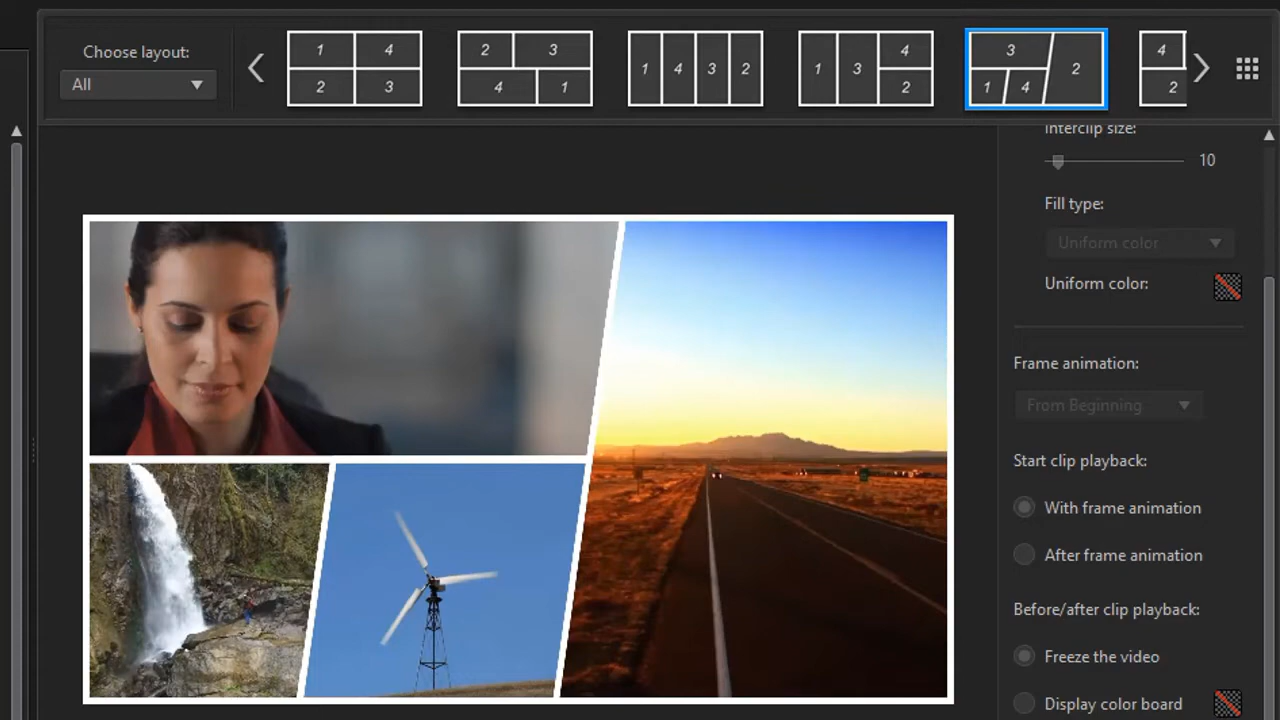 Choose layout:
All
1 4
2 3
2 3
4 1
1 4 3 2
1 3 4
2
3 2
1 4
4
2
Interclip size:
10
Fill type:
Uniform color
Uniform color:
Frame animation:
From Beginning
Start clip playback:
With frame animation
After frame animation
Before/after clip playback:
Freeze the video
Display color board